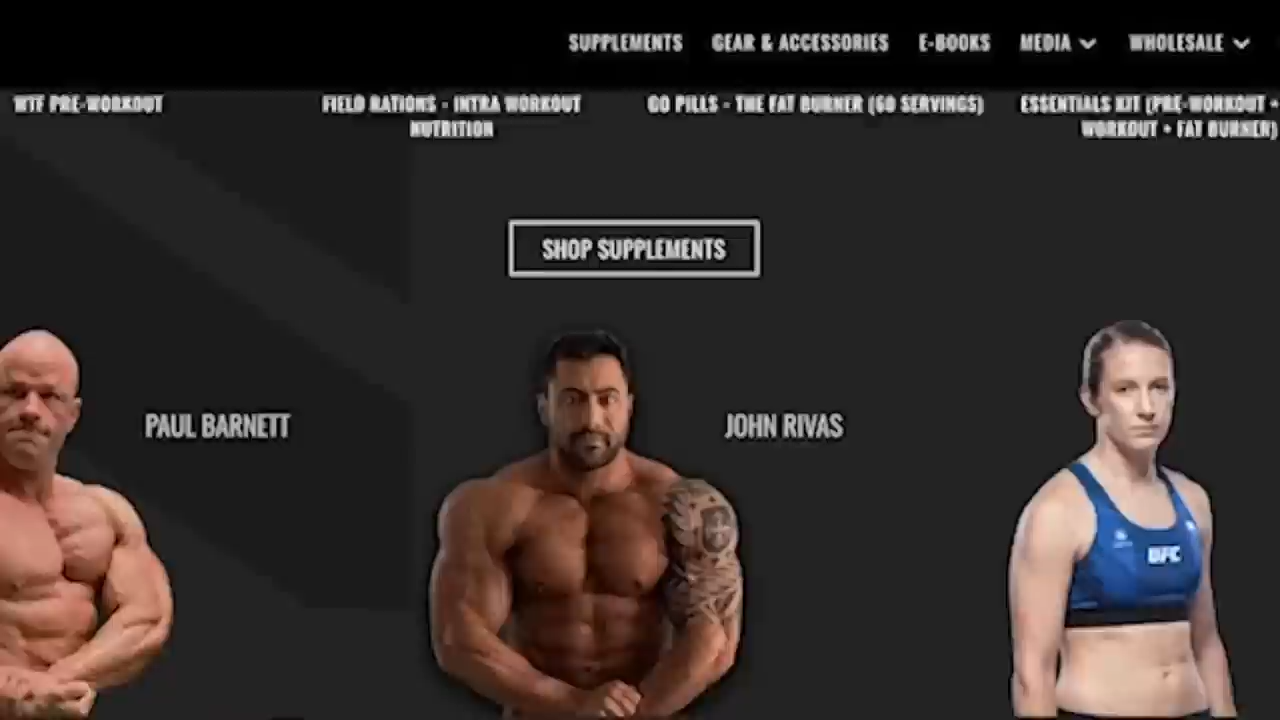 SUPPLEMENTS GEAR & ACCESSORIES E-BOOKS MEDIA WHOLESALE
WTF PRE-WORKOUT
FIELD RATIONS - INTRA WORKOUT
NUTRITION
GO PILLS - THE FAT BURNER (60 SERVINGS)
ESSENTIALS KIT (PRE-WORKOUT +
WORKOUT + FAT BURNER)
SHOP SUPPLEMENTS
PAUL BARNETT
JOHN RIVAS
UFC